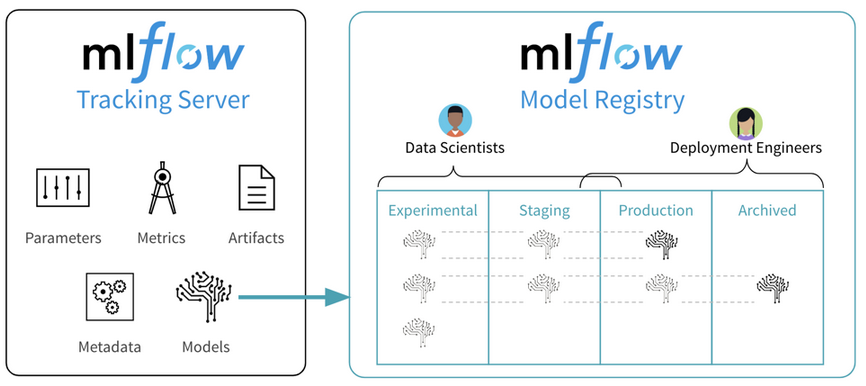 mlflow
Tracking Server
Parameters
Metrics
Artifacts
Metadata
Models
mlflow
Model Registry
Data Scientists
Deployment Engineers
Experimental
Staging
Production
Archived